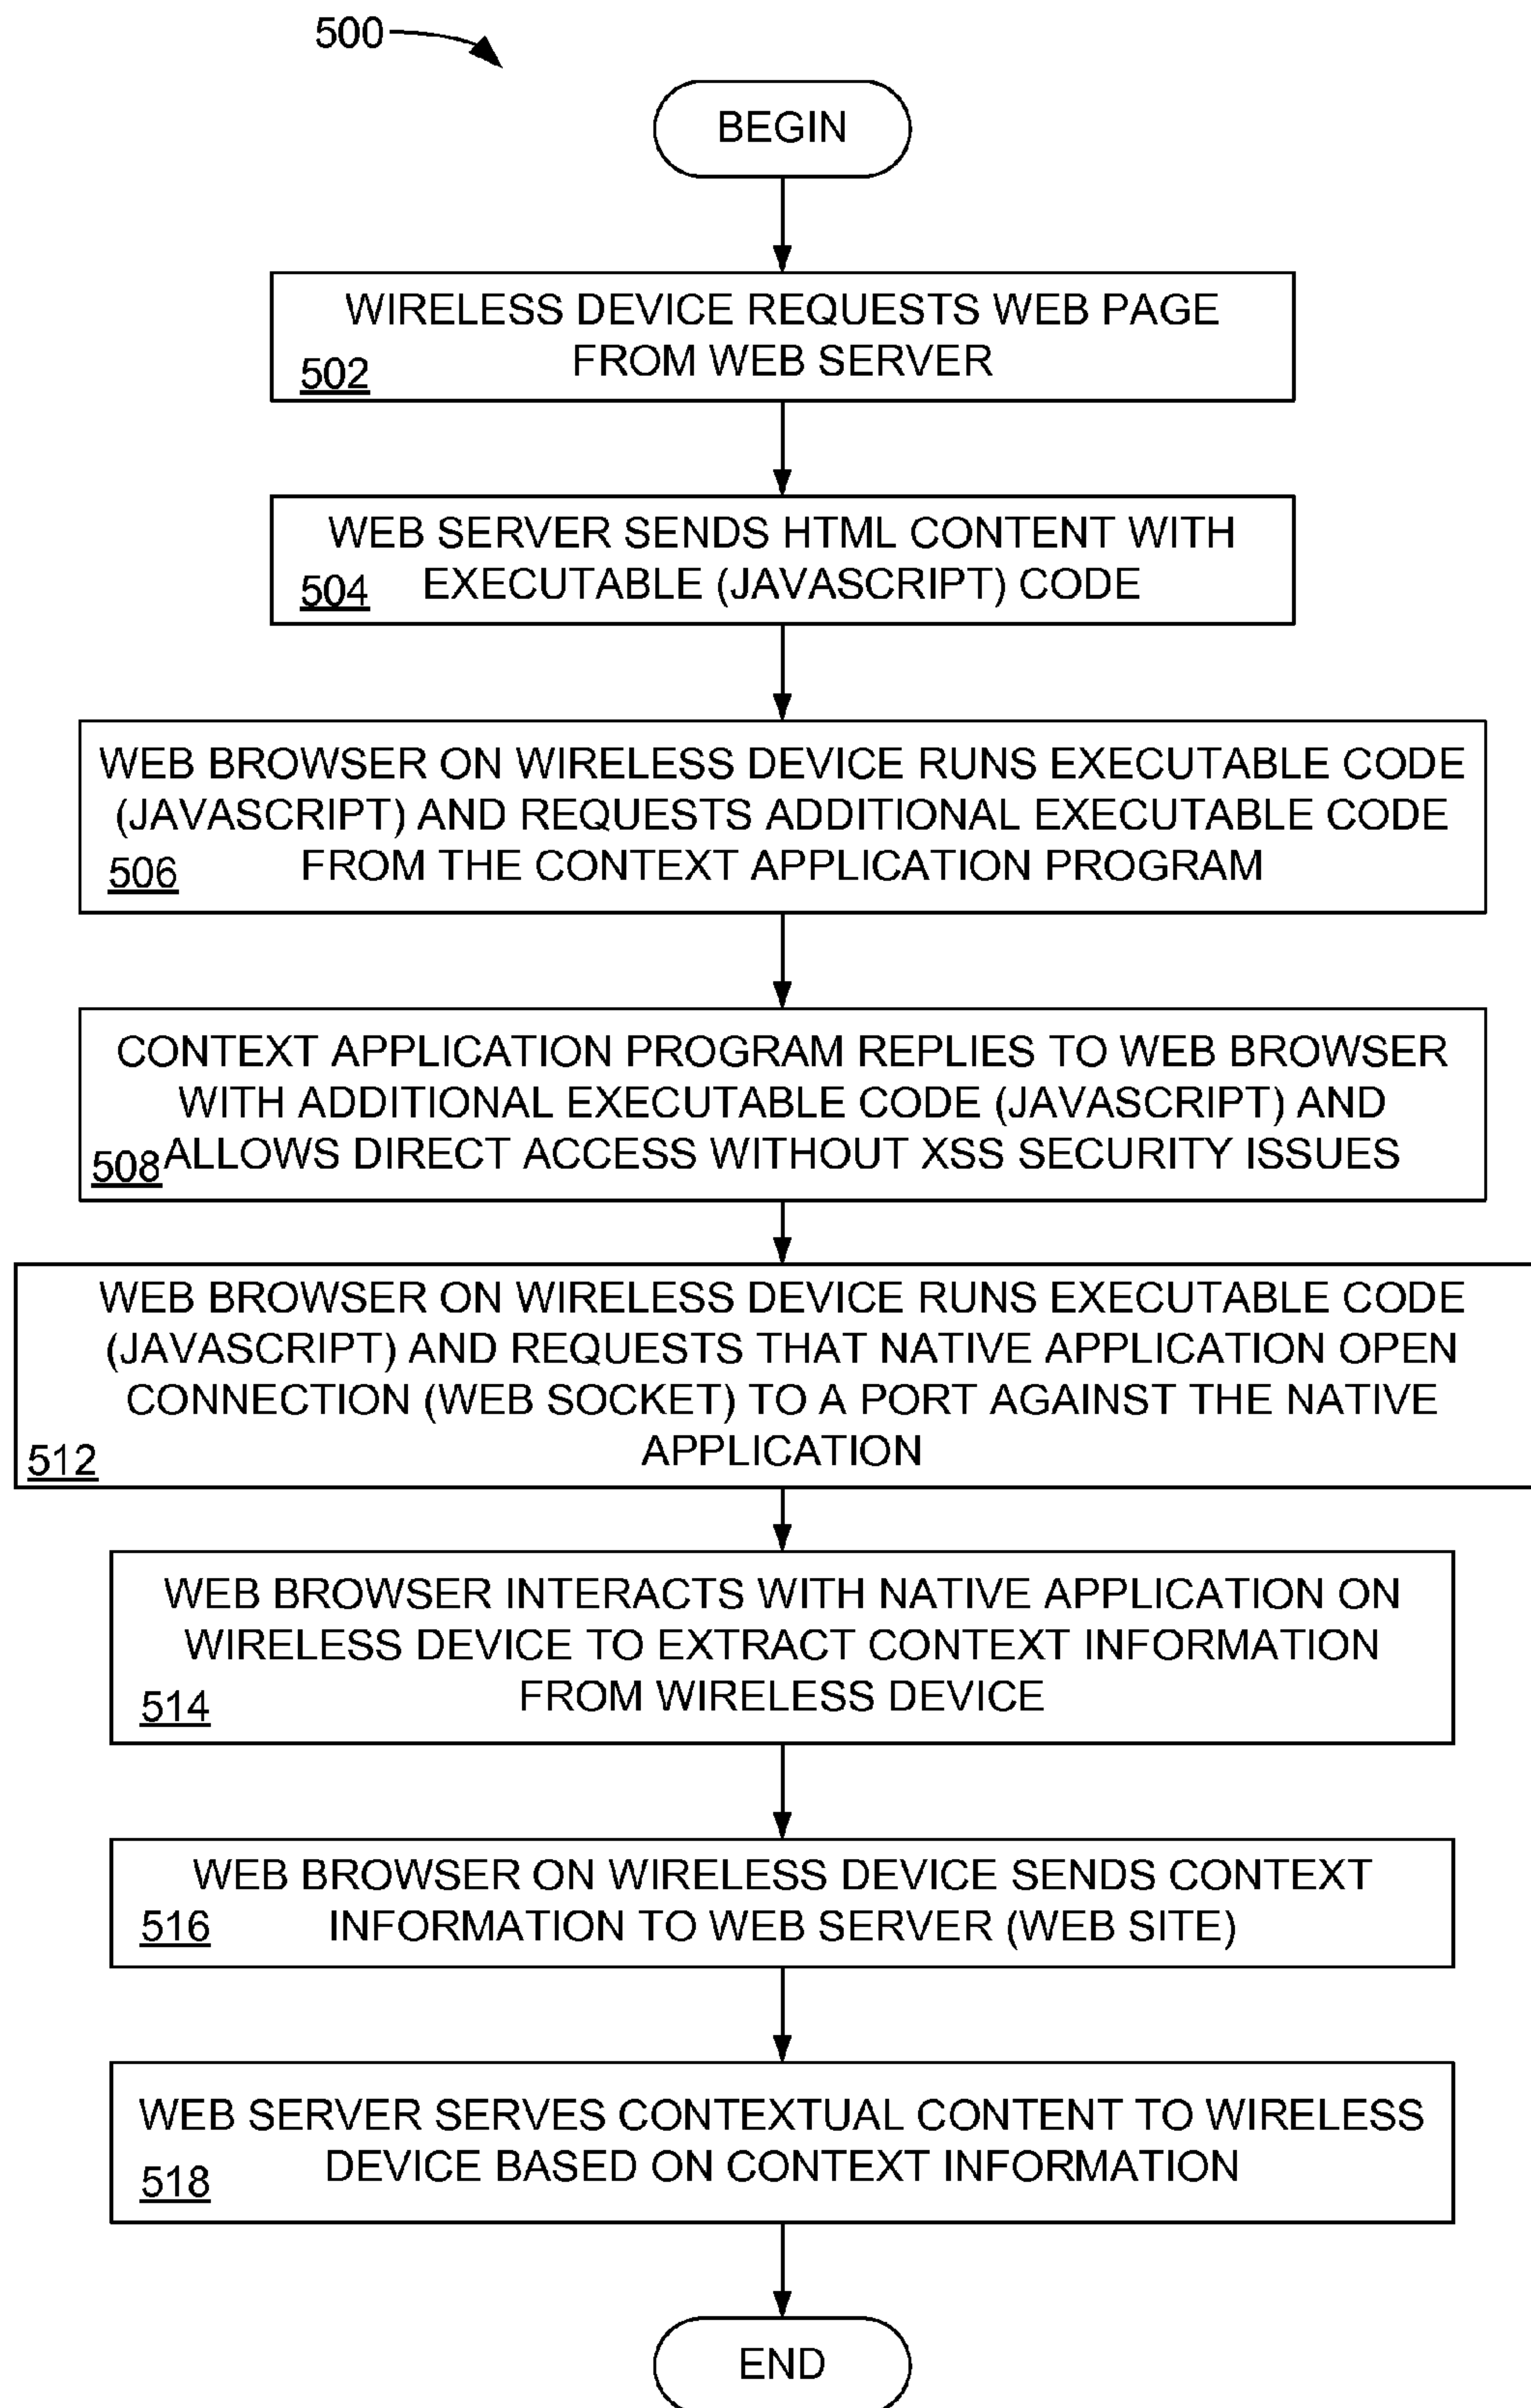 500
BEGIN
WIRELESS DEVICE REQUESTS WEB PAGE
FROM WEB SERVER
502
WEB SERVER SENDS HTML CONTENT WITH
EXECUTABLE (JAVASCRIPT) CODE
504
WEB BROWSER ON WIRELESS DEVICE RUNS EXECUTABLE CODE
(JAVASCRIPT) AND REQUESTS ADDITIONAL EXECUTABLE CODE
FROM THE CONTEXT APPLICATION PROGRAM
506
CONTEXT APPLICATION PROGRAM REPLIES TO WEB BROWSER
WITH ADDITIONAL EXECUTABLE CODE (JAVASCRIPT) AND
ALLOWS DIRECT ACCESS WITHOUT XSS SECURITY ISSUES
508
WEB BROWSER ON WIRELESS DEVICE RUNS EXECUTABLE CODE
(JAVASCRIPT) AND REQUESTS THAT NATIVE APPLICATION OPEN
CONNECTION (WEB SOCKET) TO A PORT AGAINST THE NATIVE
APPLICATION
512
WEB BROWSER INTERACTS WITH NATIVE APPLICATION ON
WIRELESS DEVICE TO EXTRACT CONTEXT INFORMATION
FROM WIRELESS DEVICE
514
WEB BROWSER ON WIRELESS DEVICE SENDS CONTEXT
INFORMATION TO WEB SERVER (WEB SITE)
516
WEB SERVER SERVES CONTEXTUAL CONTENT TO WIRELESS
DEVICE BASED ON CONTEXT INFORMATION
518
END